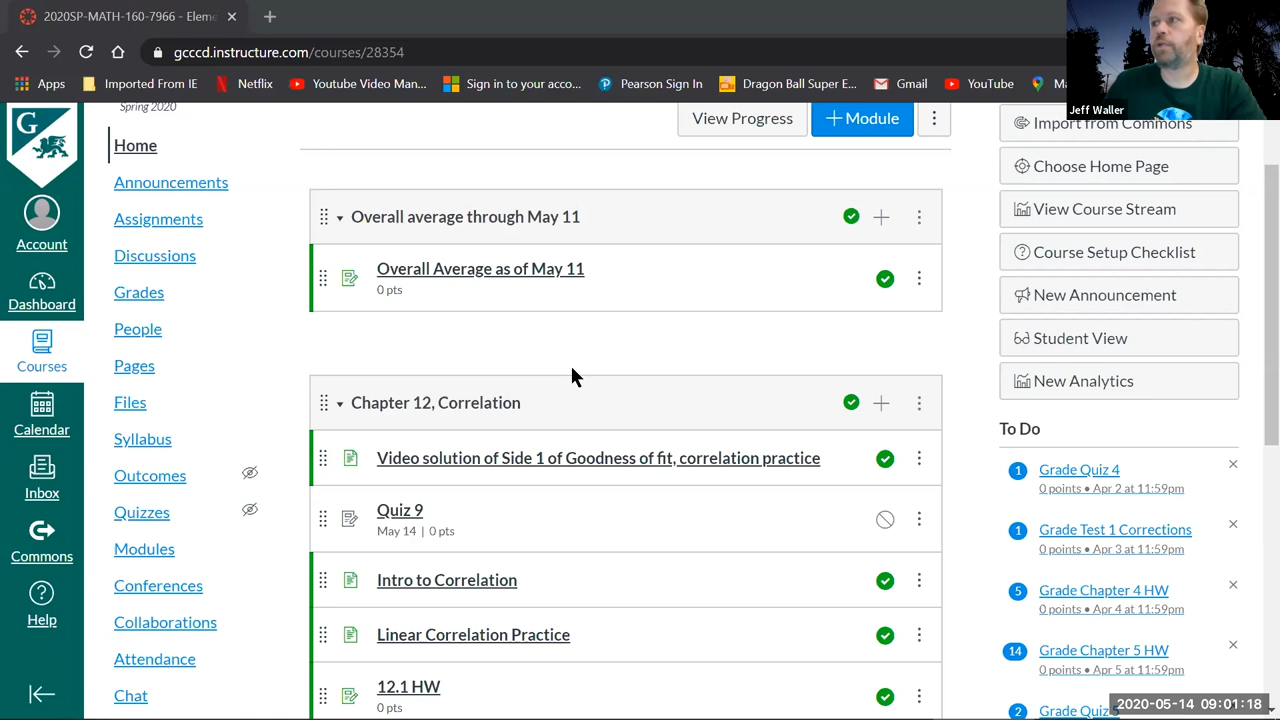 2020SP-MATH-160-7966 - Eleme
gcccd.instructure.com/courses/28354
Apps
Imported From IE
Netflix
Youtube Video Man...
Sign in to your acco...
Pearson Sign In
Dragon Doll Super E...
Gmail
YouTube
Ma
Jeff Waller
G
Account
Dashboard
Courses
Calendar
Inbox
Commons
Help
Spring 2020
Home
Announcements
Assignments
Discussions
Grades
People
Pages
Files
Syllabus
Outcomes
Quizzes
Modules
Conferences
Collaborations
Attendance
Chat
View Progress
+ Module
Overall average through May 11
Overall Average as of May 11
0 pts
Chapter 12, Correlation
Video solution of Side 1 of Goodness of fit, correlation practice
Quiz 9
May 14 | 0 pts
Intro to Correlation
Linear Correlation Practice
12.1 HW
0 pts
Import from Commons
Choose Home Page
View Course Stream
Course Setup Checklist
New Announcement
Student View
New Analytics
To Do
1 Grade Quiz 4
0 points • Apr 2 at 11:59pm
1 Grade Test 1 Corrections
0 points • Apr 3 at 11:59pm
5 Grade Chapter 4 HW
0 points • Apr 4 at 11:59pm
14 Grade Chapter 5 HW
0 points • Apr 5 at 11:59pm
2 Grade Quiz 5
2020-05-14 09:01:18